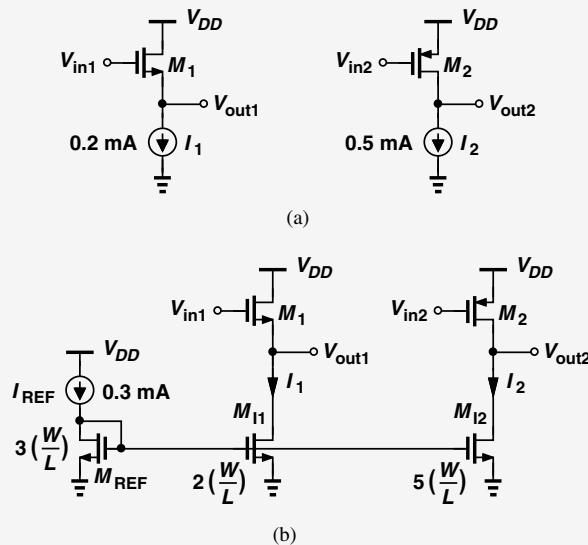 V_DD V_DD
V_in1 M_1 V_in2 M_2
V_out1 V_out2
0.2 mA I_1 0.5 mA I_2
(a)
V_DD V_DD
V_in1 M_1 V_in2 M_2
V_DD V_out1 V_out2
I_REF 0.3 mA I_1 I_2
M_I1 M_I2
3 (W/L) M_REF 2 (W/L) 5 (W/L)
(b)